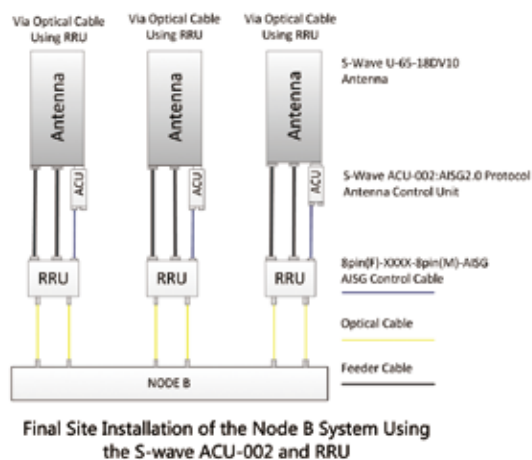 Via Optical Cable
Using RRU
Via Optical Cable
Using RRU
Via Optical Cable
Using RRU
Antenna
Antenna
Antenna
S-Wave U-65-18DV10
Antenna
ACU
ACU
ACU
S-Wave ACU-002:AISG2.0 Protocol
Antenna Control Unit
RRU
RRU
RRU
8pin(F)-XXXX-8pin(M)-AISG
AISG Control Cable
Optical Cable
NODE B
Feeder Cable
Final Site Installation of the Node B System Using
the S-wave ACU-002 and RRU